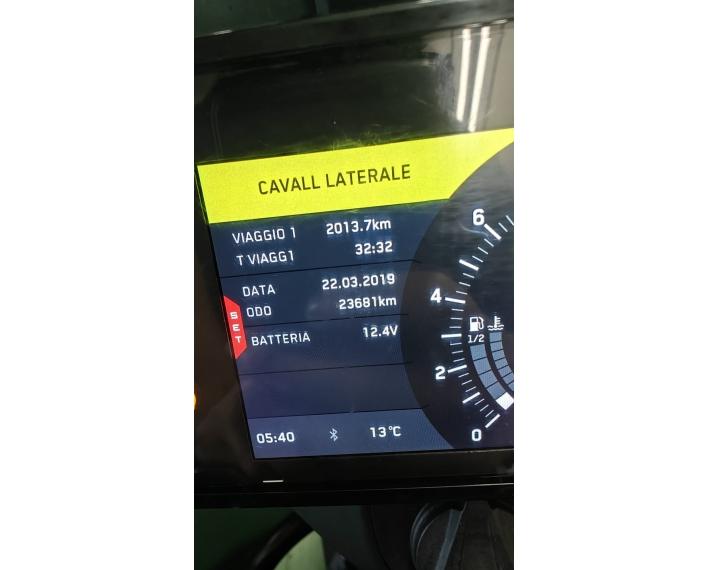 CAVALL LATERALE
VIAGGIO 1 2013.7km
T VIAGG1 32:32
DATA 22.03.2019
ODO 23681km
SET
BATTERIA 12.4V
05:40 13°C
6
4
1/2
2
0